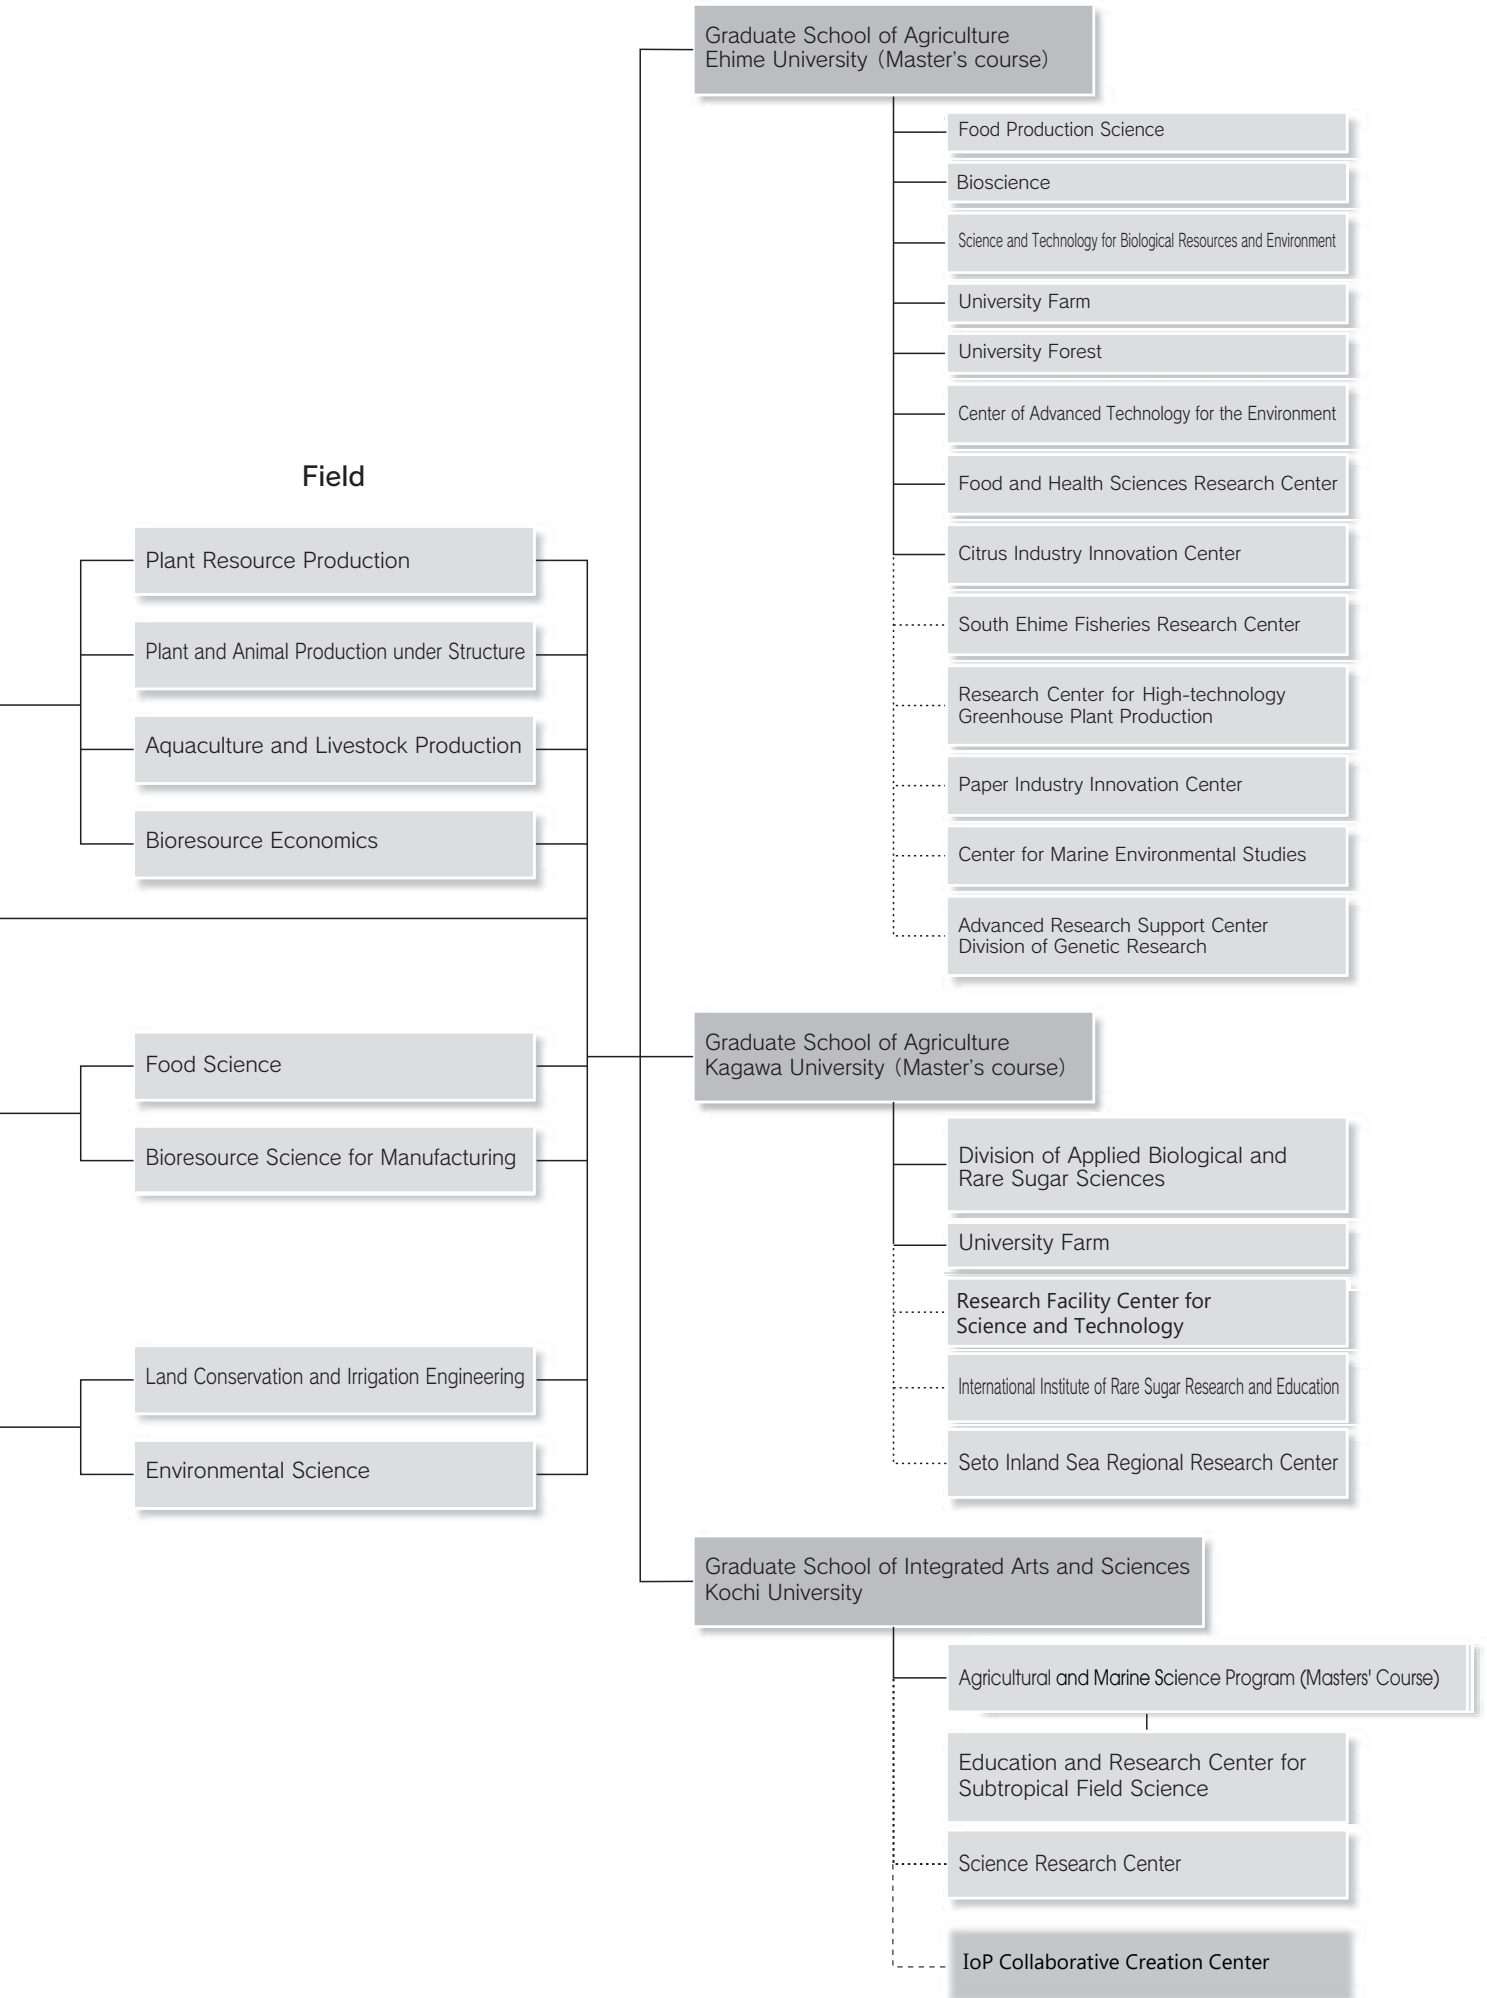 Field
Plant Resource Production
Plant and Animal Production under Structure
Aquaculture and Livestock Production
Bioresource Economics
Food Science
Bioresource Science for Manufacturing
Land Conservation and Irrigation Engineering
Environmental Science
Graduate School of Agriculture
Ehime University (Master's course)
Food Production Science
Bioscience
Science and Technology for Biological Resources and Environment
University Farm
University Forest
Center of Advanced Technology for the Environment
Food and Health Sciences Research Center
Citrus Industry Innovation Center
South Ehime Fisheries Research Center
Research Center for High-technology
Greenhouse Plant Production
Paper Industry Innovation Center
Center for Marine Environmental Studies
Advanced Research Support Center
Division of Genetic Research
Graduate School of Agriculture
Kagawa University (Master's course)
Division of Applied Biological and
Rare Sugar Sciences
University Farm
Research Facility Center for
Science and Technology
International Institute of Rare Sugar Research and Education
Seto Inland Sea Regional Research Center
Graduate School of Integrated Arts and Sciences
Kochi University
Agricultural and Marine Science Program (Masters' Course)
Education and Research Center for
Subtropical Field Science
Science Research Center
IoP Collaborative Creation Center